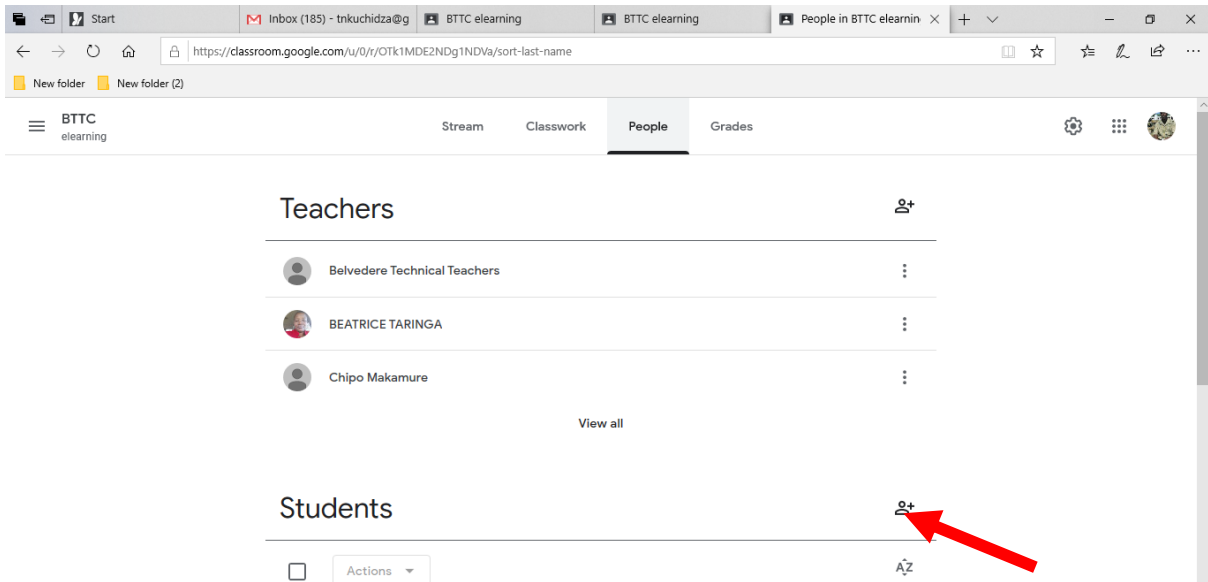 Start
Inbox (185) - tnkuchidza@g
BTTC elearning
BTTC elearning
People in BTTC elearnin
https://classroom.google.com/u/0/r/OTk1MDE2NDg1NDVa/sort-last-name
New folder
New folder (2)
BTTC
elearning
Stream
Classwork
People
Grades
Teachers
Belvedere Technical Teachers
BEATRICE TARINGA
Chipo Makamure
View all
Students
Actions
AZ